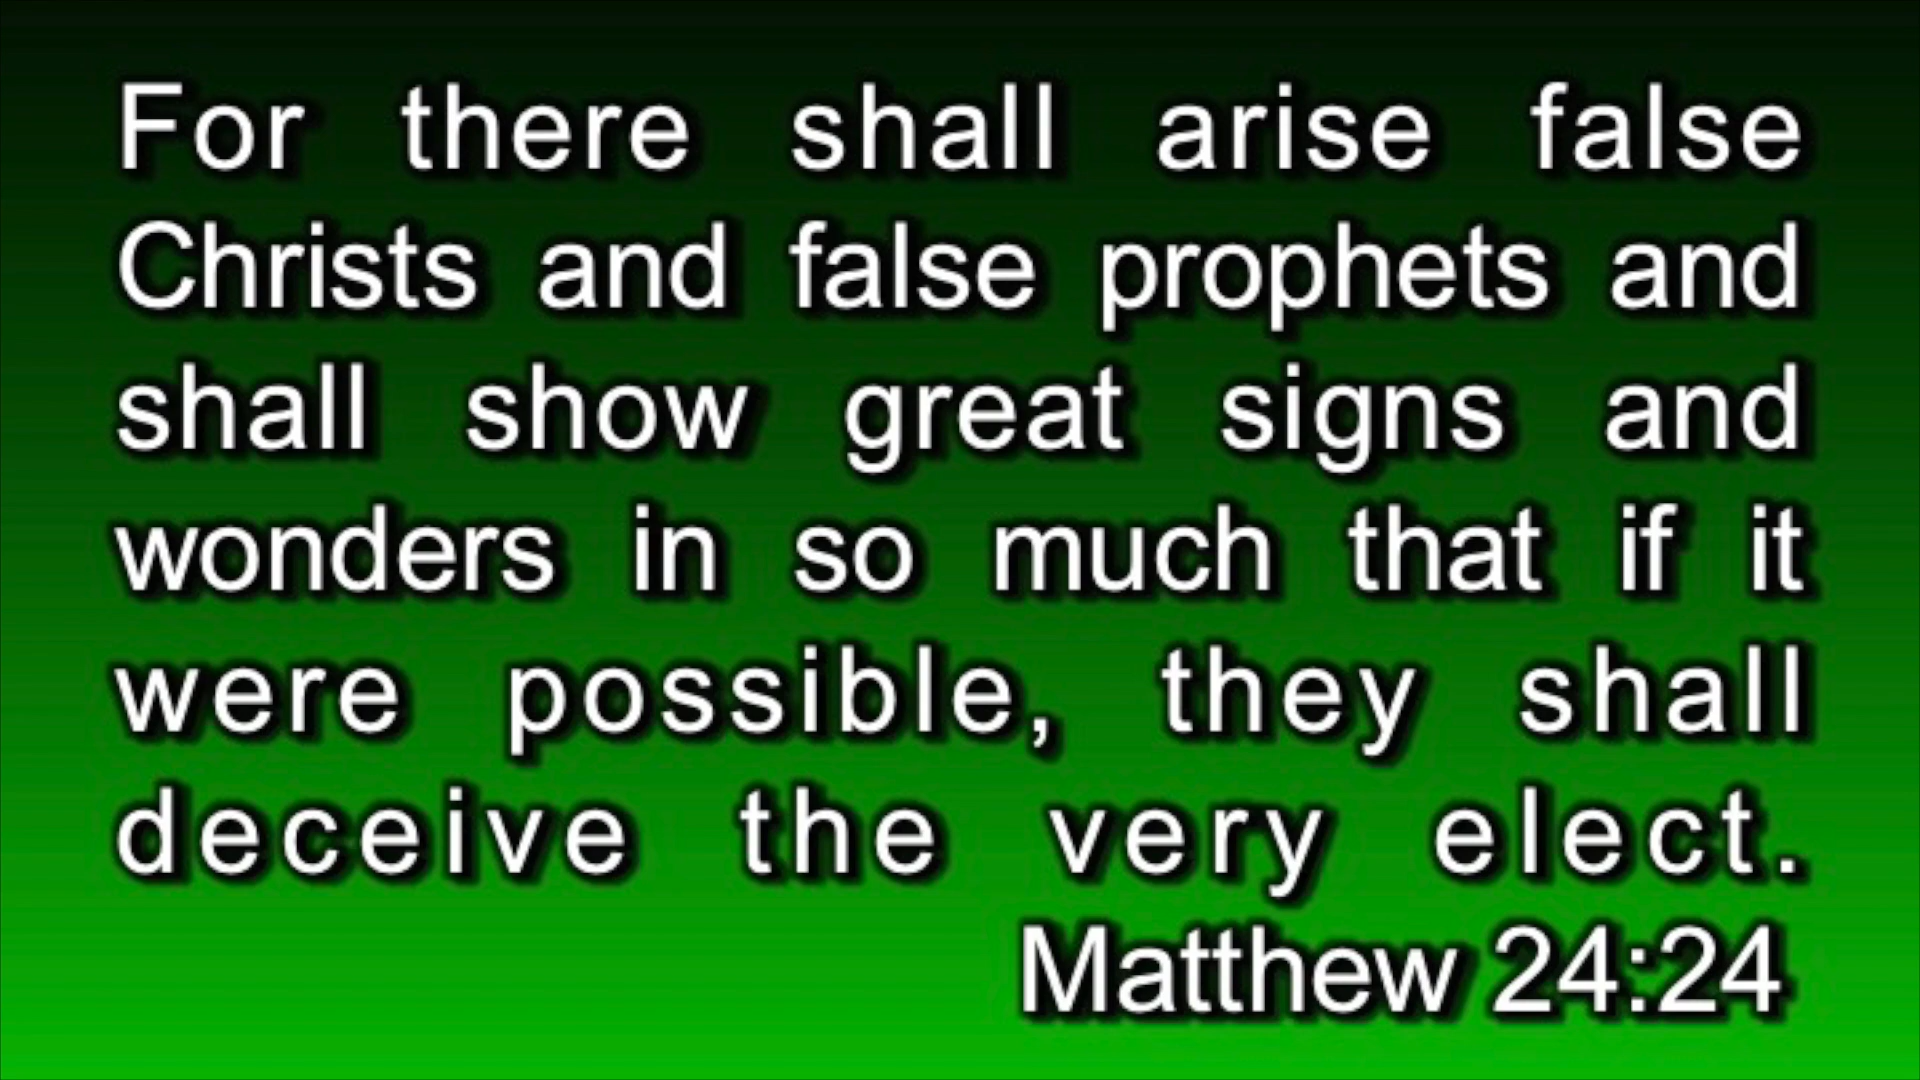 For there shall arise false
Christs and false prophets and
shall show great signs and
wonders in so much that if it
were possible, they shall
deceive the very elect.
Matthew 24:24